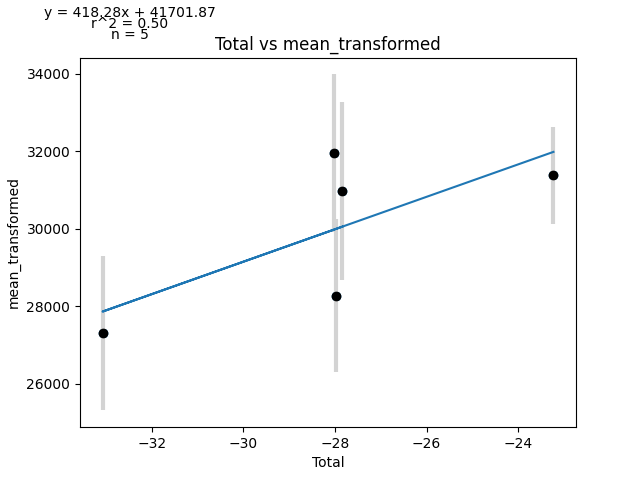 y = 418.28x + 41701.87
r^2 = 0.50
n = 5
Total vs mean_transformed
34000
32000
30000
28000
26000
mean_transformed
−32
−30
−28
−26
−24
Total